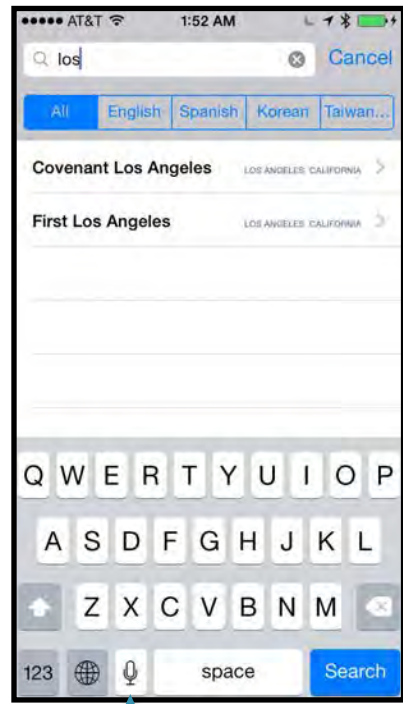 AT&T 1:52 AM
los Cancel
All English Spanish Korean Taiwan...
Covenant Los Angeles LOS ANGELES, CALIFORNIA
First Los Angeles LOS ANGELES, CALIFORNIA
Q W E R T Y U I O P
A S D F G H J K L
Z X C V B N M
123 space Search